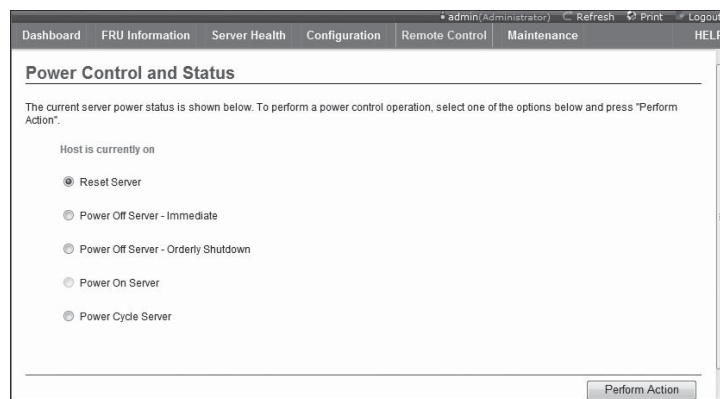 admin(Administrator) Refresh Print Logout
Dashboard FRU Information Server Health Configuration Remote Control Maintenance HELP
Power Control and Status
The current server power status is shown below. To perform a power control operation, select one of the options below and press "Perform
Action".
Host is currently on
Reset Server
Power Off Server - Immediate
Power Off Server - Orderly Shutdown
Power On Server
Power Cycle Server
Perform Action